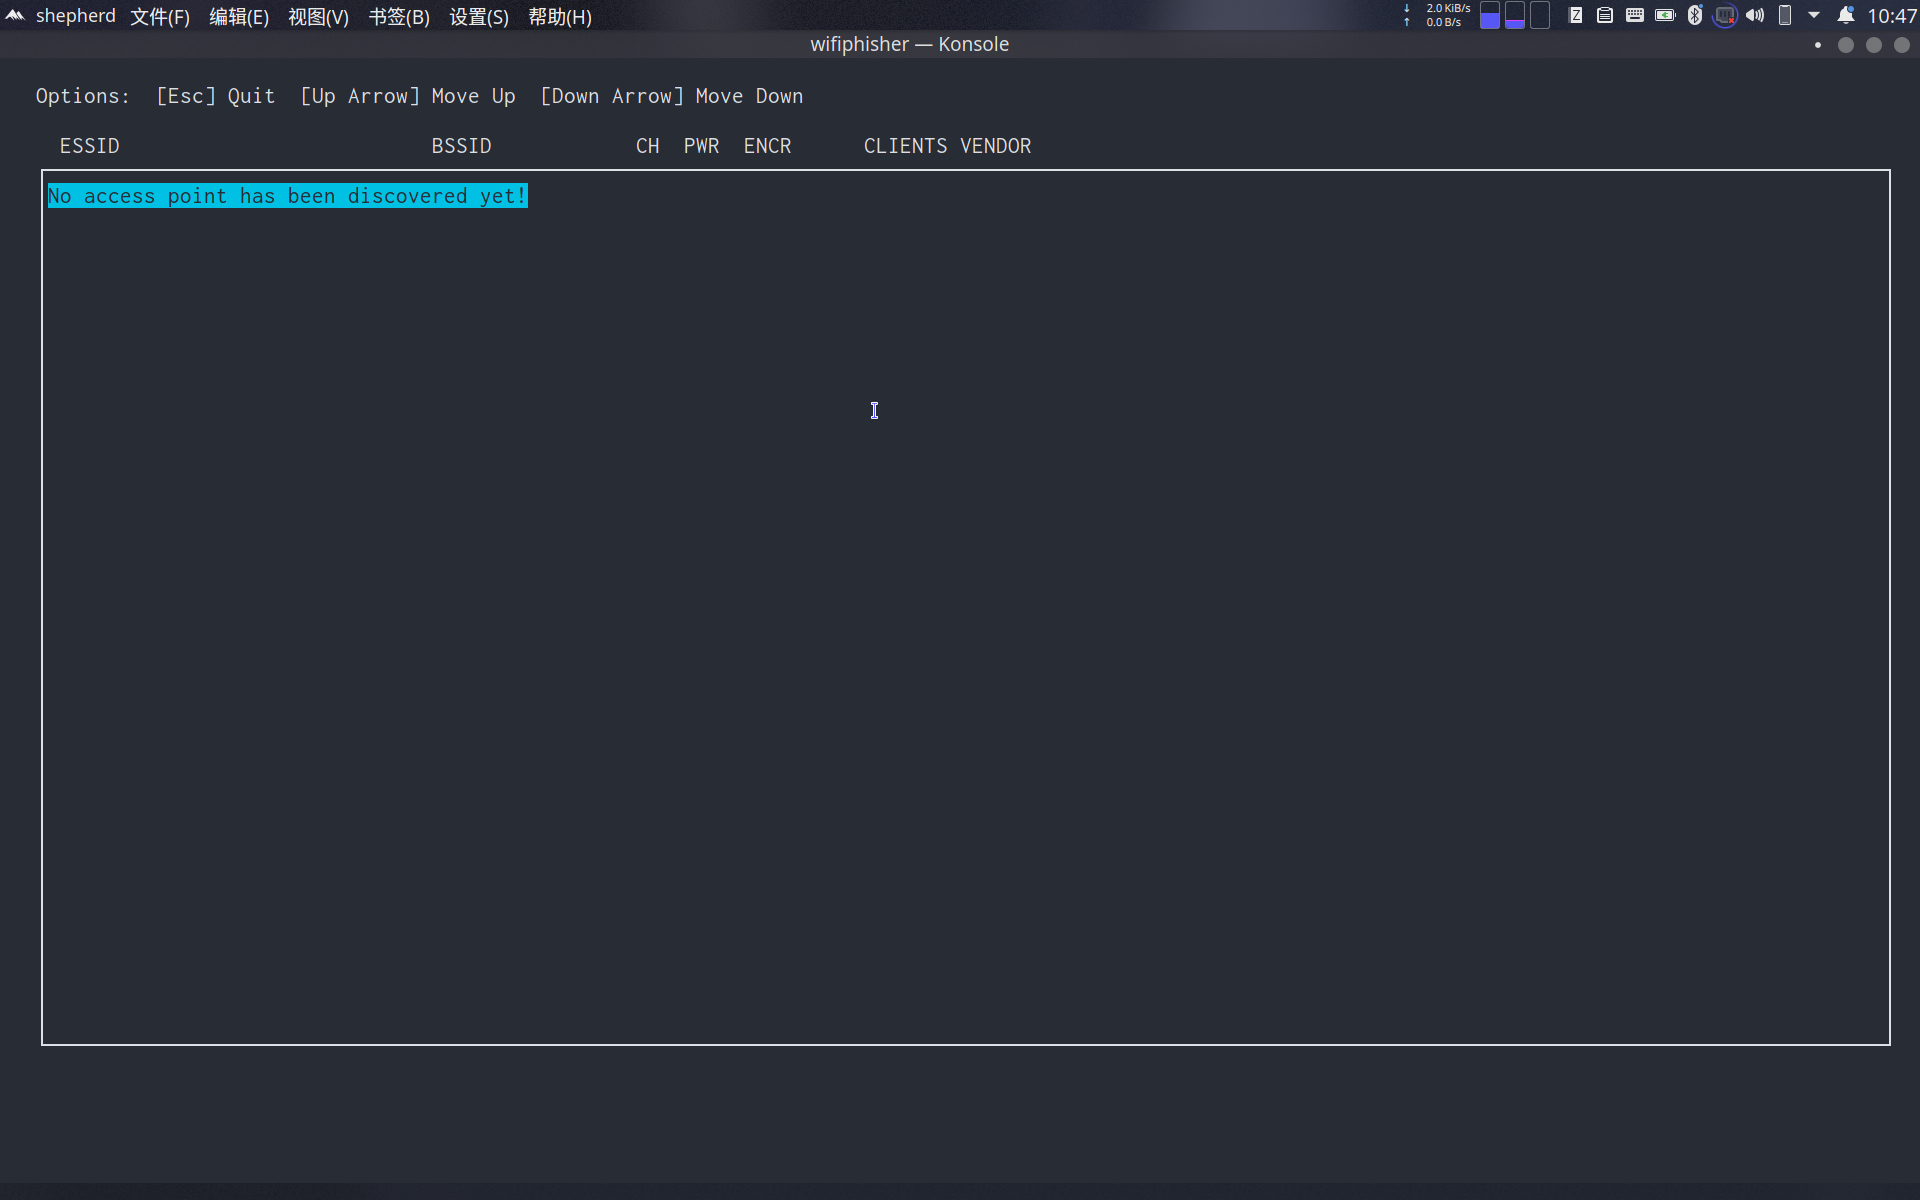 shepherd 文件(F) 编辑(E) 视图(V) 书签(B) 设置(S) 帮助(H)
↓ 2.0 KiB/s
↑ 0.0 B/s
Z
10:47
wifiphisher — Konsole
Options: [Esc] Quit [Up Arrow] Move Up [Down Arrow] Move Down
ESSID BSSID CH PWR ENCR CLIENTS VENDOR
No access point has been discovered yet!